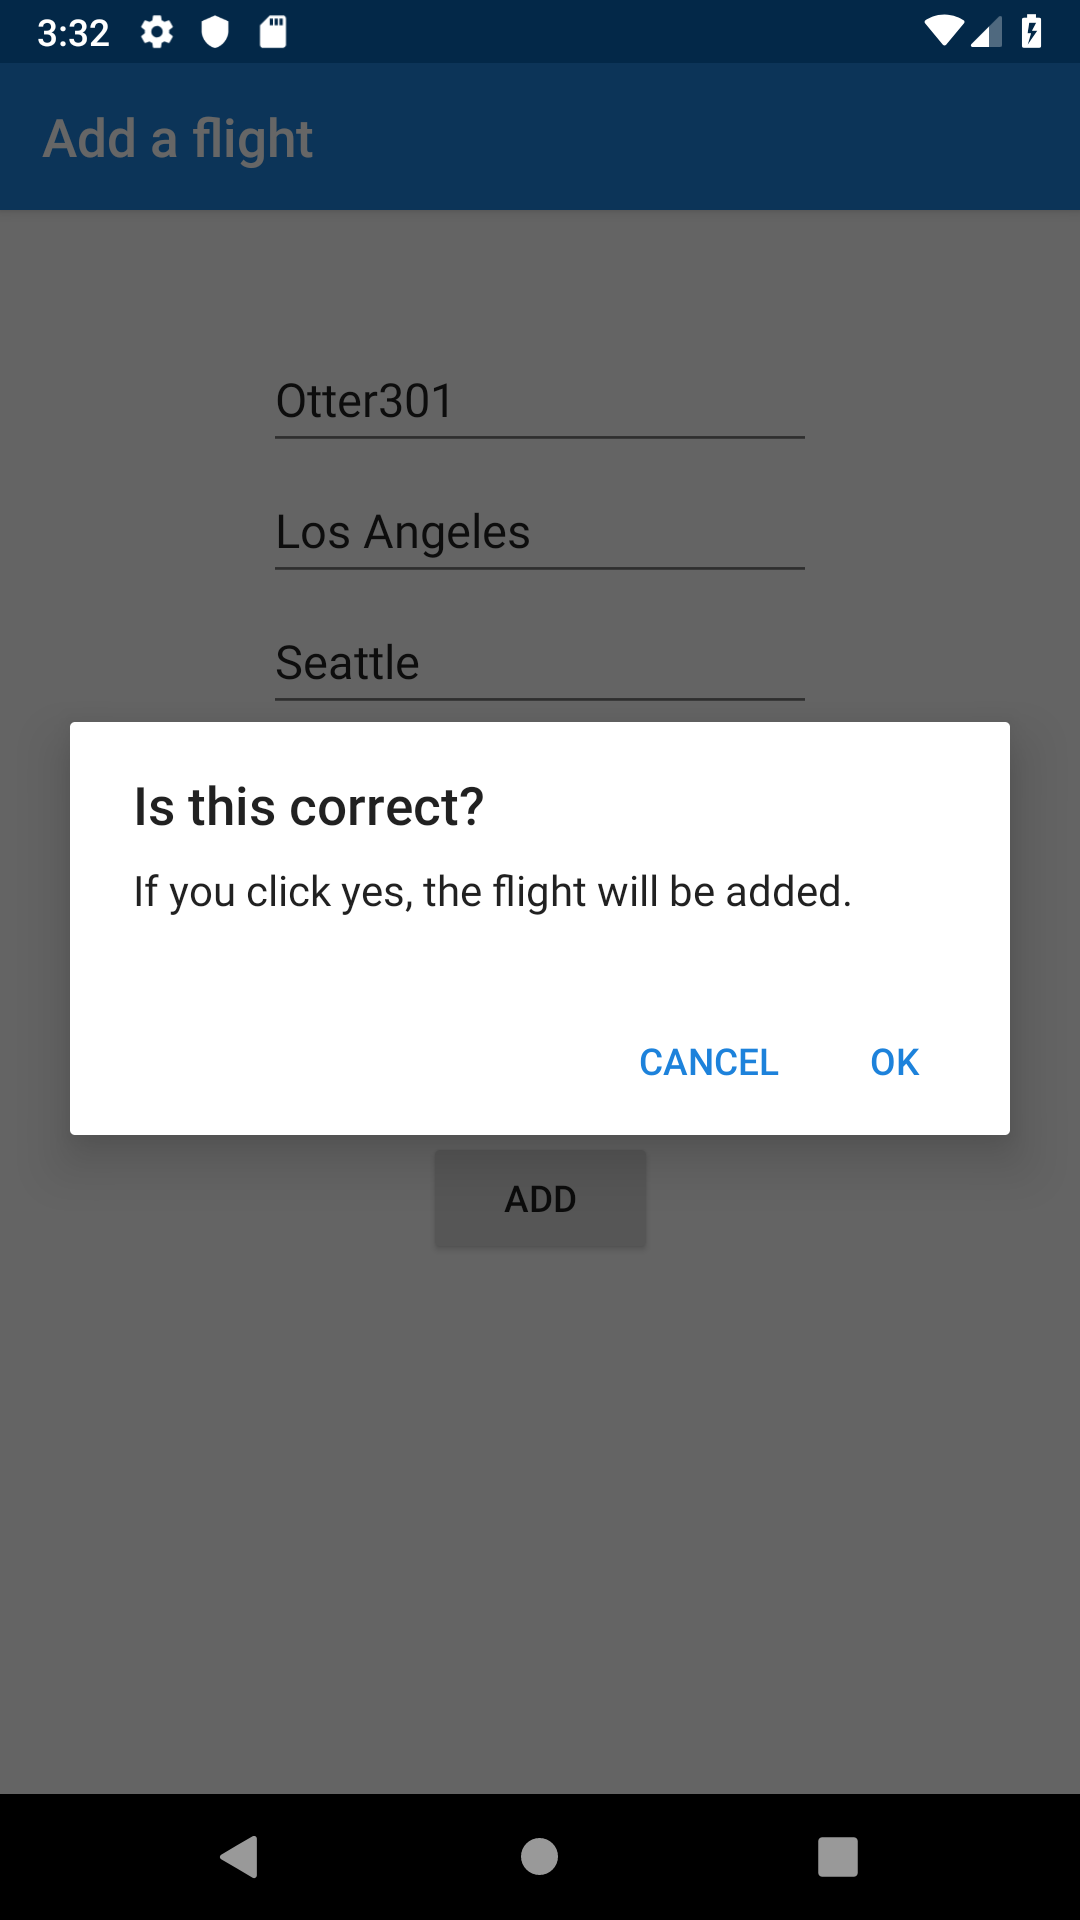 3:32
Add a flight
Otter301
Los Angeles
Seattle
Is this correct?
If you click yes, the flight will be added.
CANCEL OK
ADD